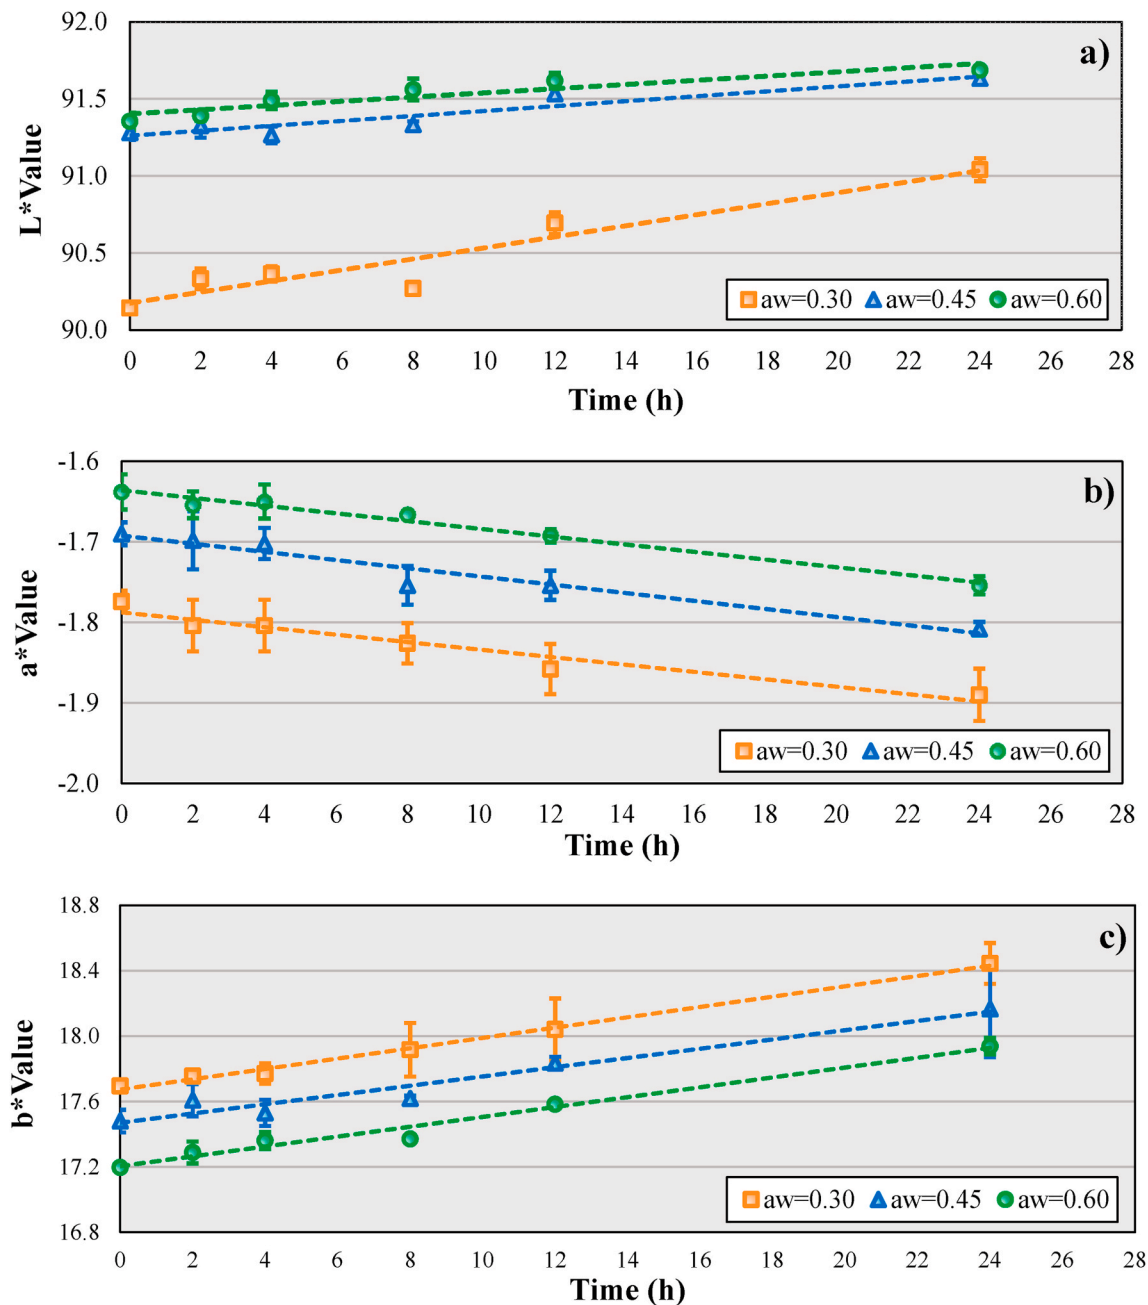 92.0
a)
91.5
91.0
90.5
90.0
L*Value
aw=0.30 aw=0.45 aw=0.60
0 2 4 6 8 10 12 14 16 18 20 22 24 26 28
Time (h)
-1.6
b)
-1.7
-1.8
-1.9
-2.0
a*Value
aw=0.30 aw=0.45 aw=0.60
0 2 4 6 8 10 12 14 16 18 20 22 24 26 28
Time (h)
18.8
c)
18.4
18.0
17.6
17.2
16.8
b*Value
aw=0.30 aw=0.45 aw=0.60
0 2 4 6 8 10 12 14 16 18 20 22 24 26 28
Time (h)